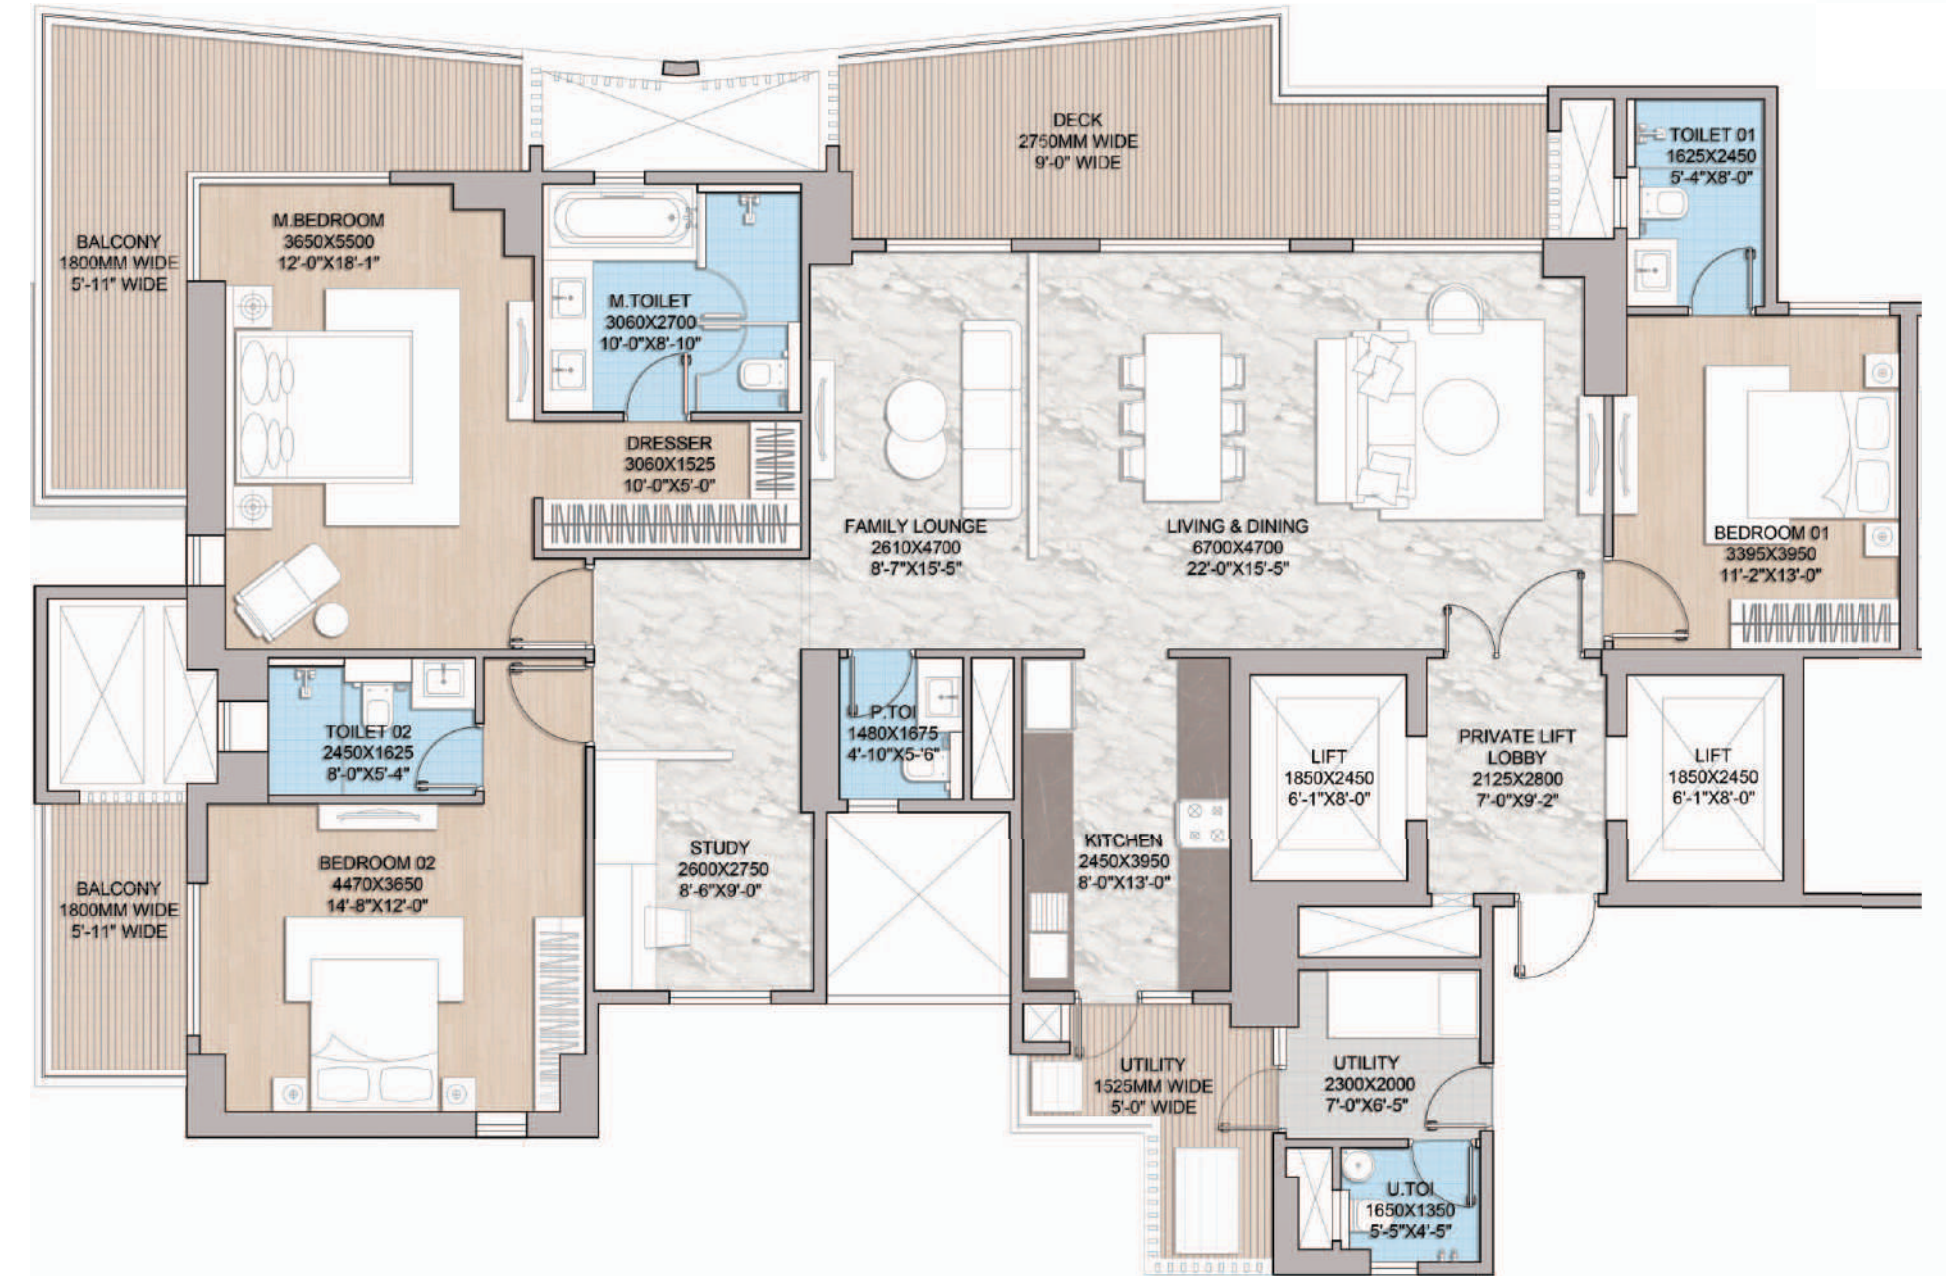 DECK
2750MM WIDE
9'-0" WIDE
TOILET 01
1625X2450
5'-4"X8'-0"
M.BEDROOM
3650X5500
12'-0"X18'-1"
BALCONY
1800MM WIDE
5'-11" WIDE
M.TOILET
3060X2700
10'-0"X8'-10"
DRESSER
3060X1525
10'-0"X5'-0"
FAMILY LOUNGE
2610X4700
8'-7"X15'-5"
LIVING & DINING
6700X4700
22'-0"X15'-5"
BEDROOM 01
3395X3950
11'-2"X13'-0"
TOILET 02
2450X1625
8'-0"X5'-4"
P.TOI
1480X1675
4'-10"X5-'6"
LIFT
1850X2450
6'-1"X8'-0"
PRIVATE LIFT
LOBBY
2125X2800
7'-0"X9'-2"
LIFT
1850X2450
6'-1"X8'-0"
BALCONY
1800MM WIDE
5'-11" WIDE
BEDROOM 02
4470X3650
14'-8"X12'-0"
STUDY
2600X2750
8'-6"X9'-0"
KITCHEN
2450X3950
8'-0"X13'-0"
UTILITY
1525MM WIDE
5'-0" WIDE
UTILITY
2300X2000
7'-0"X6'-5"
U.TOI
1650X1350
5'-5"X4'-5"